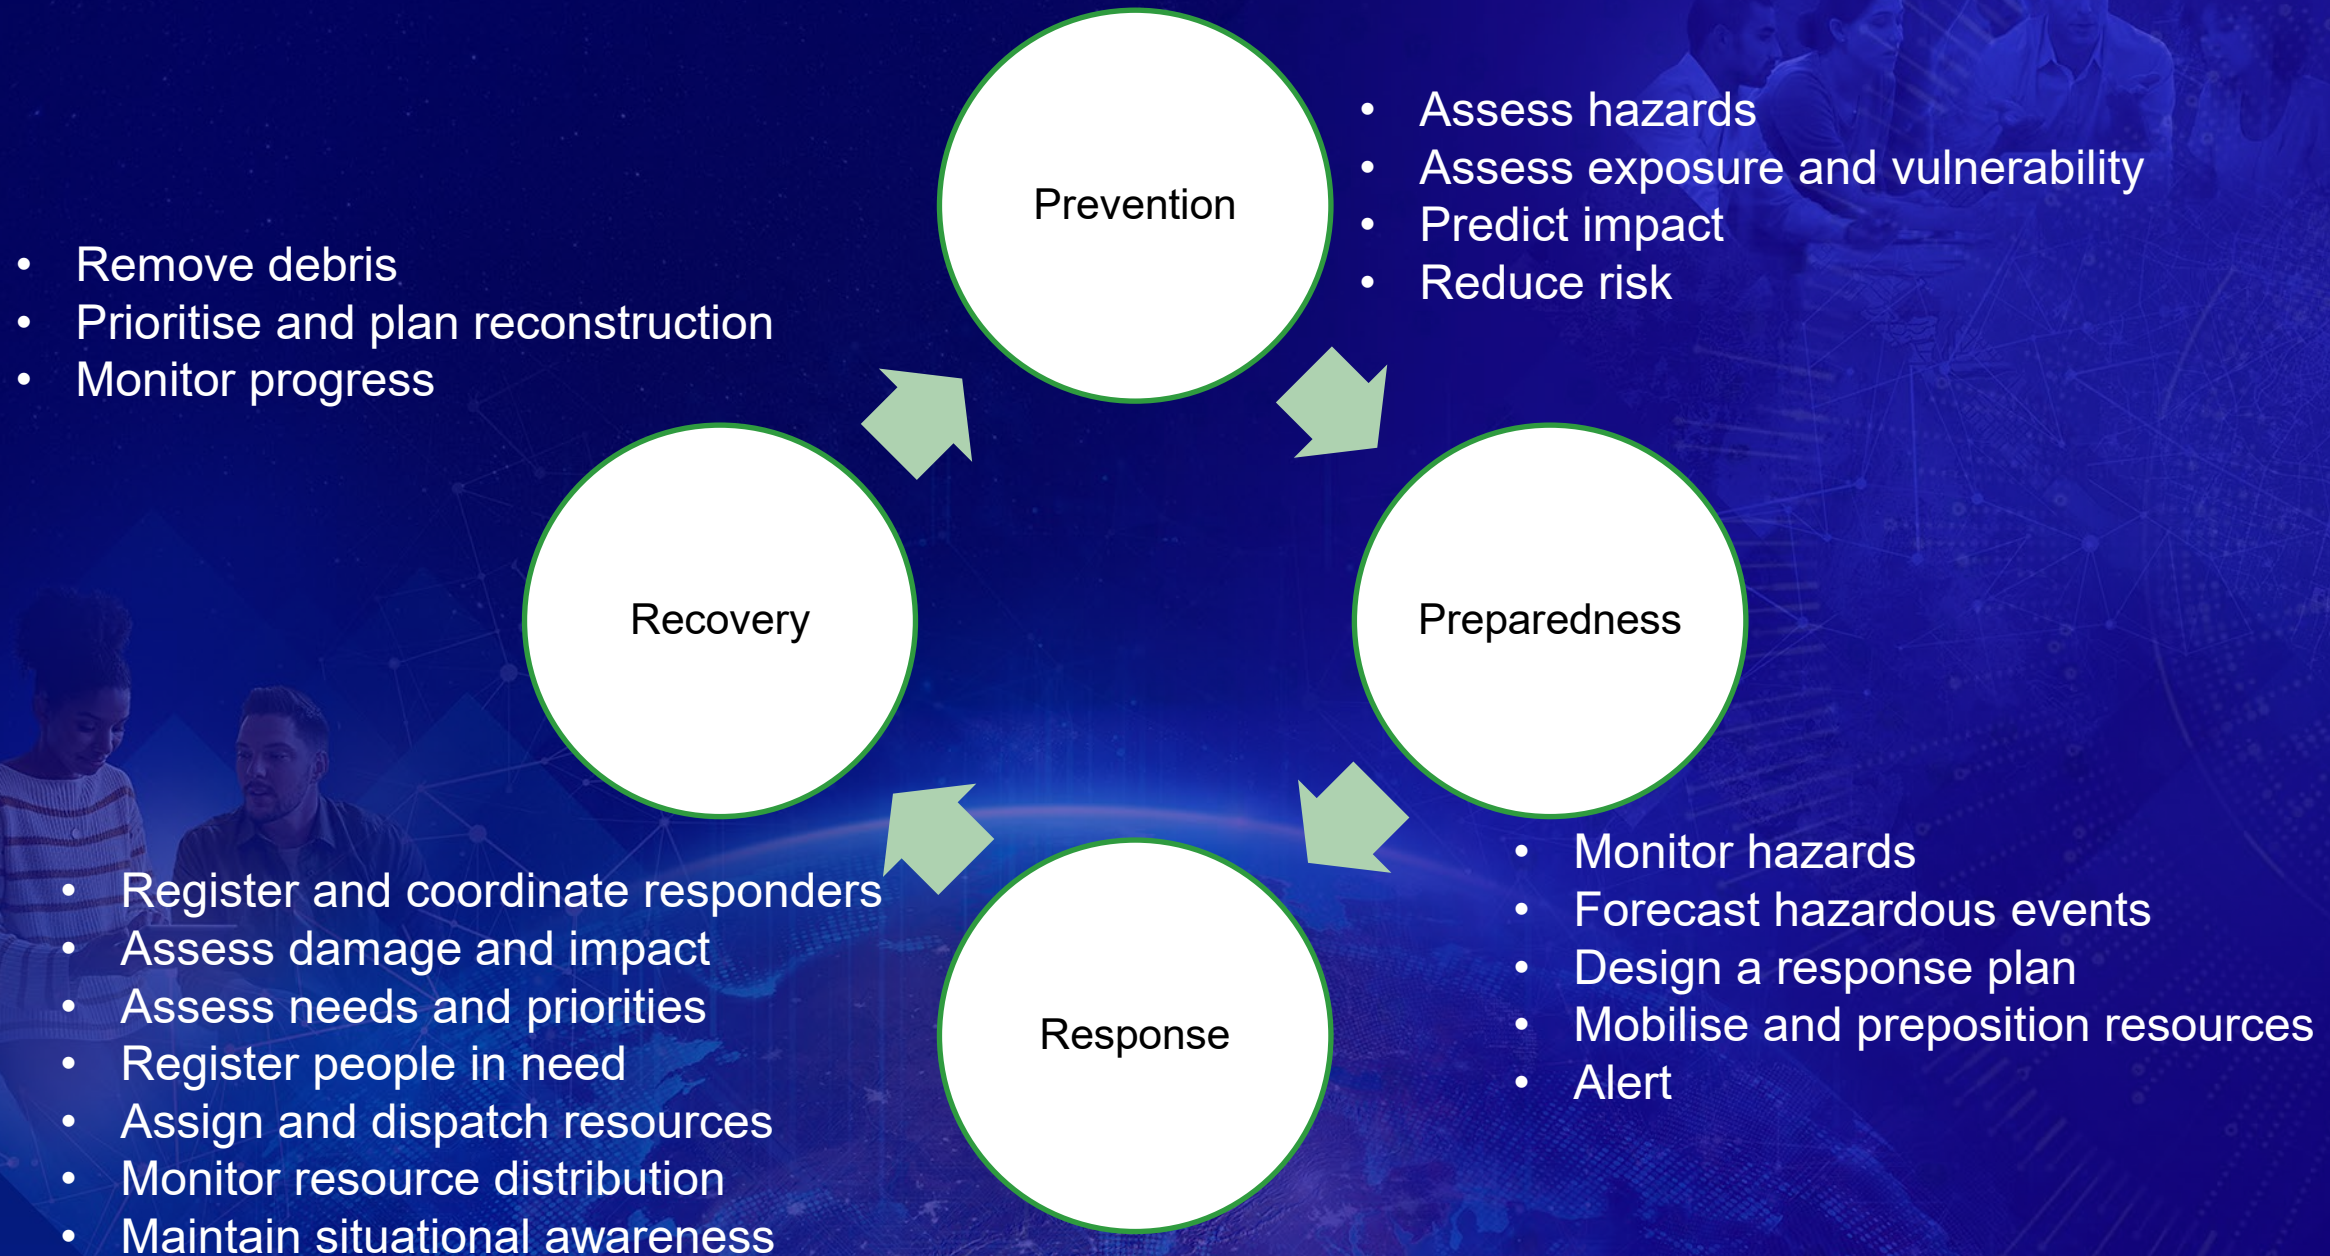 Prevention
• Assess hazards
• Assess exposure and vulnerability
• Predict impact
• Reduce risk
• Remove debris
• Prioritise and plan reconstruction
• Monitor progress
Recovery
Preparedness
• Monitor hazards
• Forecast hazardous events
• Design a response plan
• Mobilise and preposition resources
• Alert
Response
• Register and coordinate responders
• Assess damage and impact
• Assess needs and priorities
• Register people in need
• Assign and dispatch resources
• Monitor resource distribution
• Maintain situational awareness